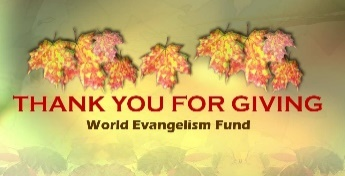 THANK YOU FOR GIVING
World Evangelism Fund